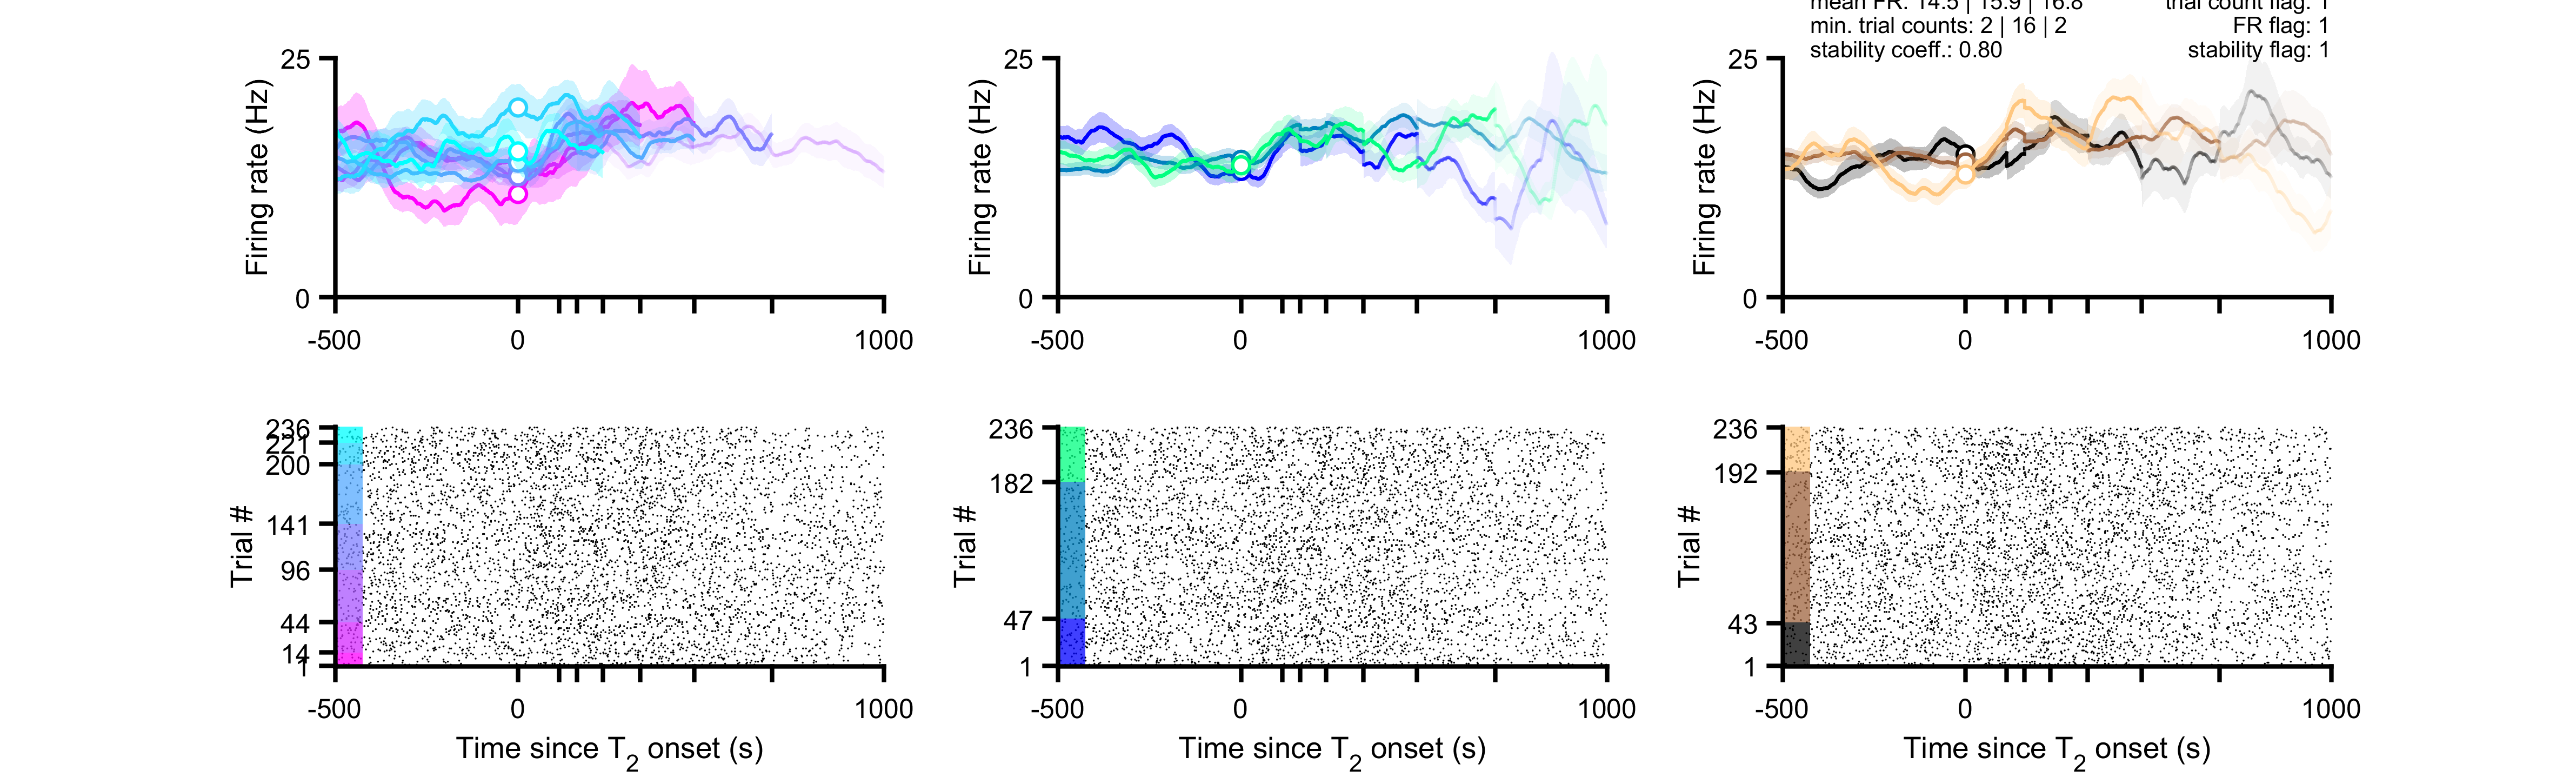 mean FR: 14.5 | 15.9 | 16.8 trial count flag: 1
min. trial counts: 2 | 16 | 2 FR flag: 1
stability coeff.: 0.80 stability flag: 1
25 25 25
Firing rate (Hz) Firing rate (Hz) Firing rate (Hz)
0 0 0
-500 0 1000 -500 0 1000 -500 0 1000
236 236 236
221
200 182 192
141
96
44 47 43
14
1 1 1
Trial # Trial # Trial #
-500 0 1000 -500 0 1000 -500 0 1000
Time since T2 onset (s) Time since T2 onset (s) Time since T2 onset (s)